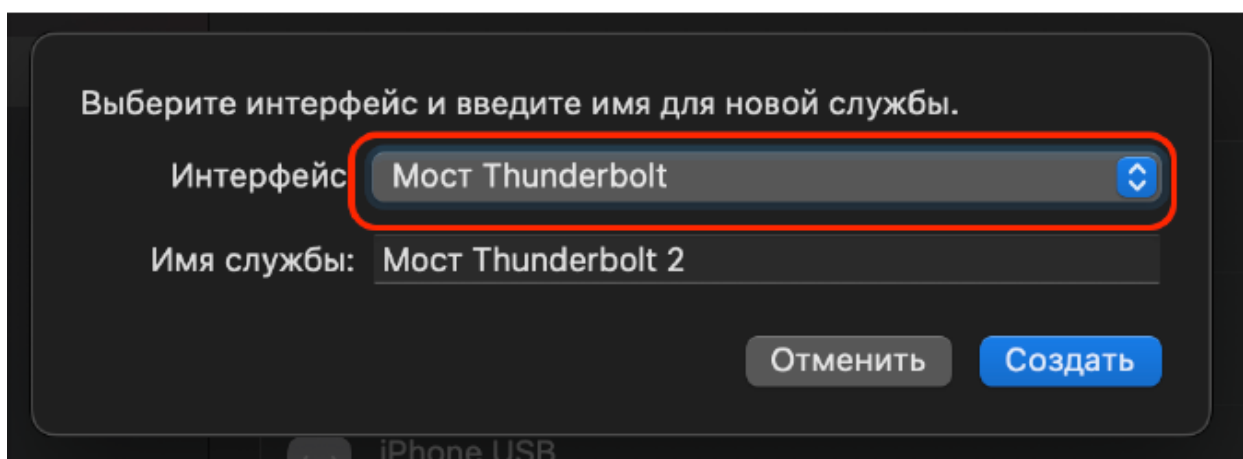 Выберите интерфейс и введите имя для новой службы.
Интерфейс Мост Thunderbolt
Имя службы: Мост Thunderbolt 2
Отменить Создать
iPhone USB